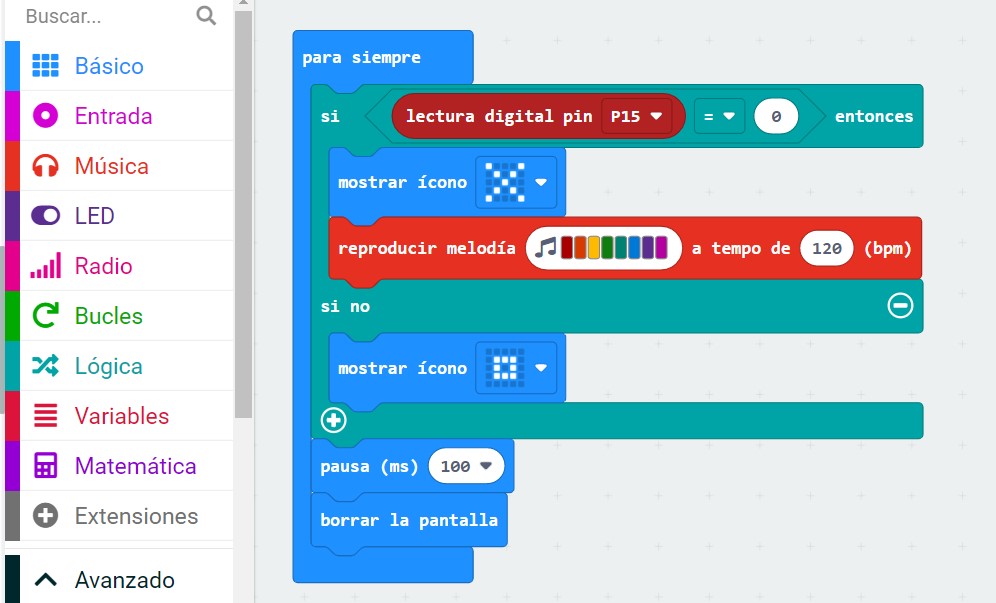 Buscar...
Básico
Entrada
Música
LED
Radio
Bucles
Lógica
Variables
Matemática
Extensiones
Avanzado
para siempre
si lectura digital pin P15 = 0 entonces
mostrar ícono
reproducir melodía a tempo de 120 (bpm)
si no
mostrar ícono
pausa (ms) 100
borrar la pantalla